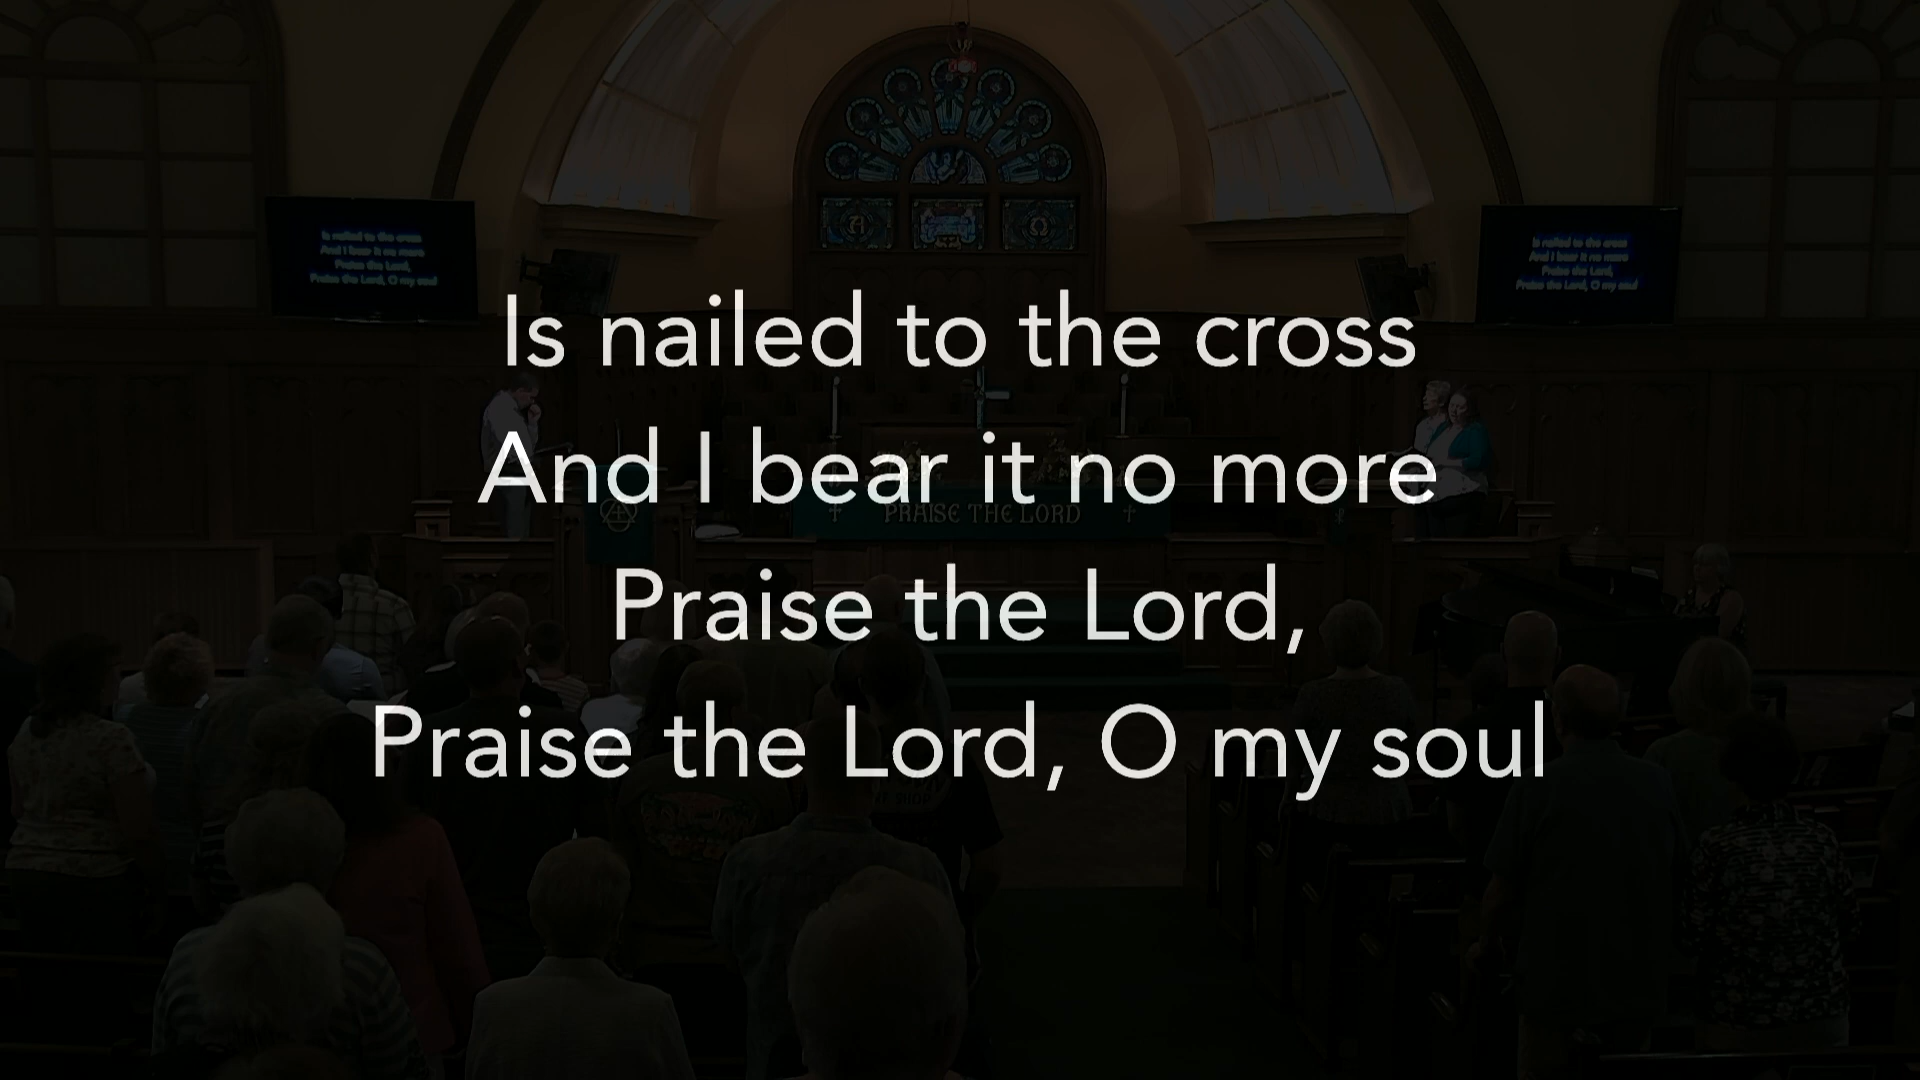 Is nailed to the cross
And I bear it no more
Praise the Lord,
Praise the Lord, O my soul
Is nailed to the cross
And I bear it no more
Praise the Lord,
Praise the Lord, O my soul
Is nailed to the cross
And I bear it no more
Praise the Lord,
Praise the Lord, O my soul
A Ω
PRAISE THE LORD
SHOP